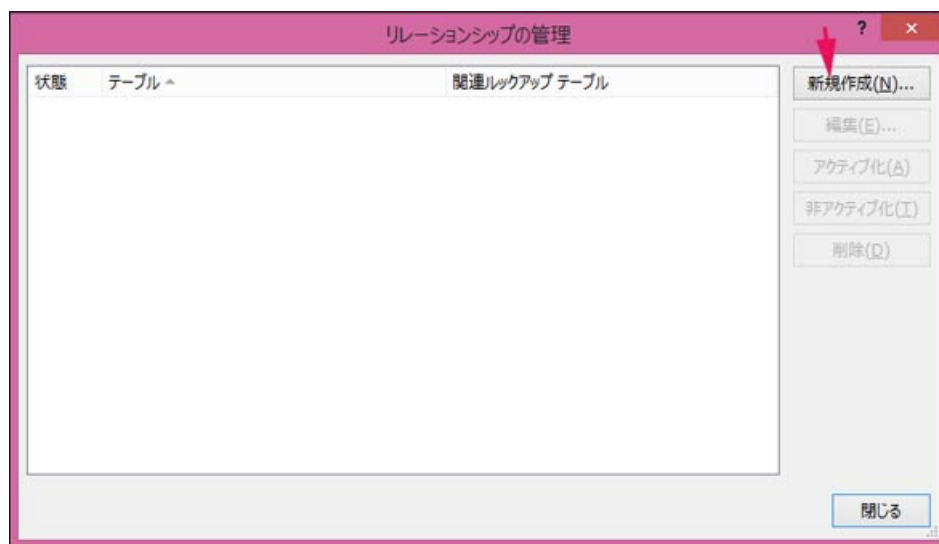 リレーションシップの管理
? ×
状態 テーブル 関連ルックアップ テーブル
新規作成(N)...
編集(E)...
アクティブ化(A)
非アクティブ化(T)
削除(D)
閉じる